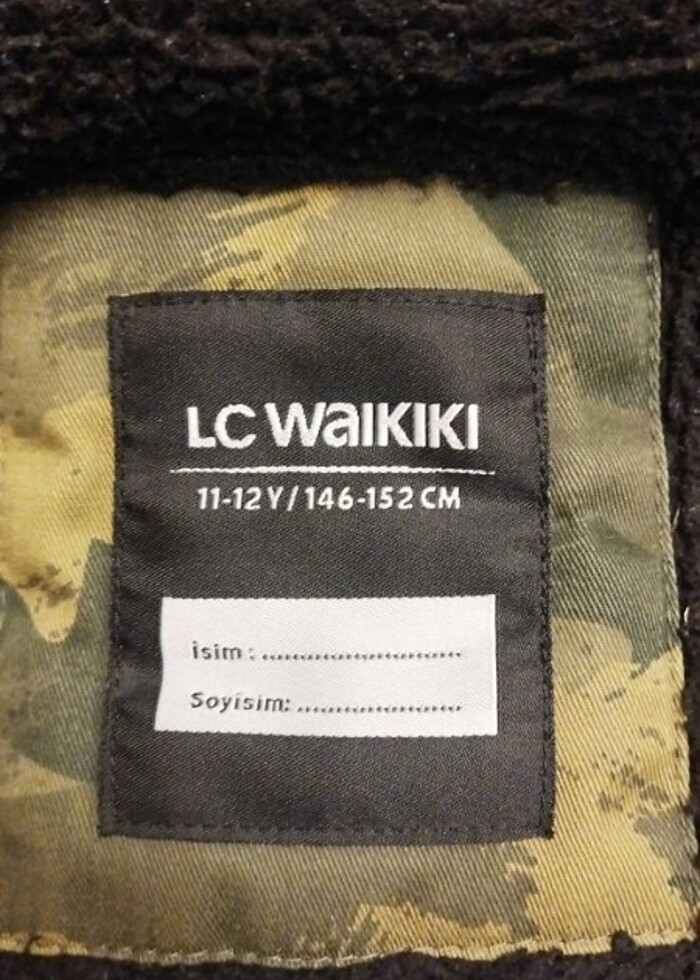 LC WaIKIKI
11-12 Y / 146-152 CM
isim : ..............................
Soyisim: .........................